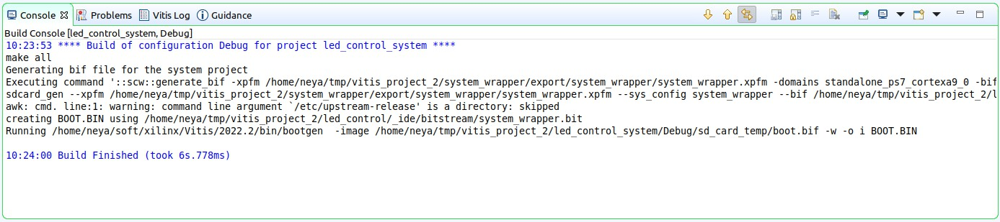 Console Problems Vitis Log Guidance
Build Console [led_control_system, Debug]
10:23:53 **** Build of configuration Debug for project led_control_system ****
make all
Generating bif file for the system project
Executing command '::scw::generate_bif -xpfm /home/neya/tmp/vitis_project_2/system_wrapper/export/system_wrapper/system_wrapper.xpfm -domains standalone_ps7_cortexa9_0 -bif
sdcard_gen --xpfm /home/neya/tmp/vitis_project_2/system_wrapper/export/system_wrapper/system_wrapper.xpfm --sys_config system_wrapper --bif /home/neya/tmp/vitis_project_2/l
awk: cmd. line:1: warning: command line argument `/etc/upstream-release' is a directory: skipped
creating BOOT.BIN using /home/neya/tmp/vitis_project_2/led_control/_ide/bitstream/system_wrapper.bit
Running /home/neya/soft/xilinx/Vitis/2022.2/bin/bootgen  -image /home/neya/tmp/vitis_project_2/led_control_system/Debug/sd_card_temp/boot.bif -w -o i BOOT.BIN
10:24:00 Build Finished (took 6s.778ms)